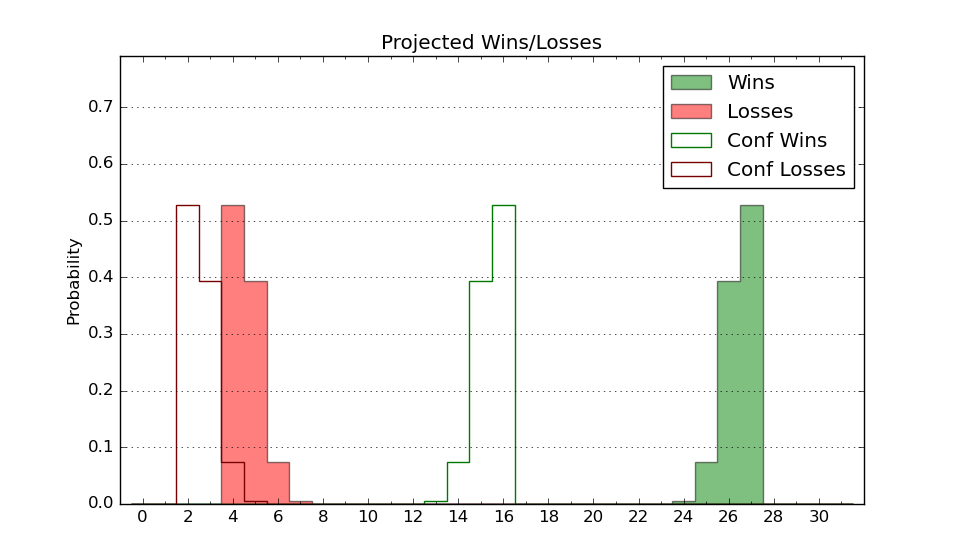 Projected Wins/Losses
Wins
Losses
Conf Wins
Conf Losses
Probability
0.7
0.6
0.5
0.4
0.3
0.2
0.1
0.0
0 2 4 6 8 10 12 14 16 18 20 22 24 26 28 30